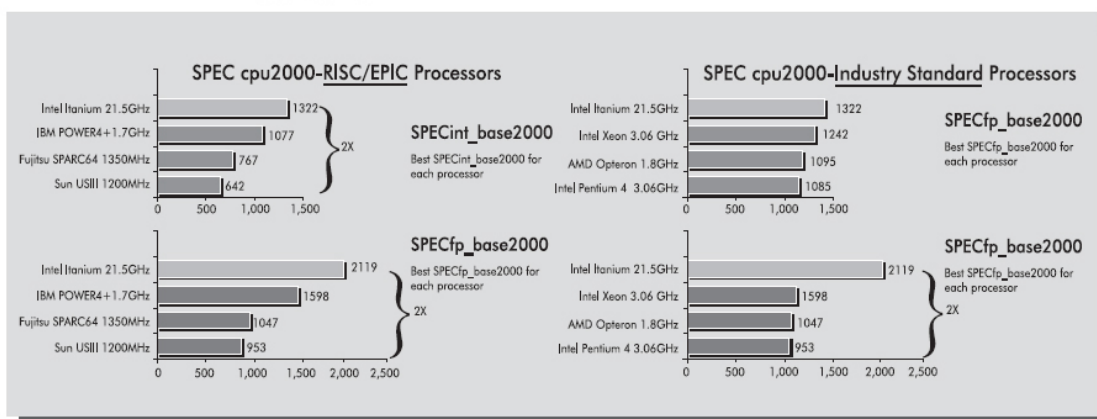 SPEC cpu2000-RISC/EPIC Processors
Intel Itanium 21.5GHz
1322
IBM POWER4+1.7GHz
1077
Fujitsu SPARC64 1350MHz
767
Sun USIII 1200MHz
642
2X
0 500 1,000 1,500
SPECint_base2000
Best SPECint_base2000 for
each processor
SPEC cpu2000-Industry Standard Processors
Intel Itanium 21.5GHz
1322
Intel Xeon 3.06 GHz
1242
AMD Opteron 1.8GHz
1095
Intel Pentium 4 3.06GHz
1085
0 500 1,000 1,500
SPECfp_base2000
Best SPECfp_base2000 for
each processor
SPECfp_base2000
Best SPECfp_base2000 for
each processor
Intel Itanium 21.5GHz
2119
IBM POWER4+1.7GHz
1598
Fujitsu SPARC64 1350MHz
1047
Sun USIII 1200MHz
953
2X
0 500 1,000 1,500 2,000 2,500
SPECfp_base2000
Best SPECfp_base2000 for
each processor
Intel Itanium 21.5GHz
2119
Intel Xeon 3.06 GHz
1598
AMD Opteron 1.8GHz
1047
Intel Pentium 4 3.06GHz
953
2X
0 500 1,000 1,500 2,000 2,500